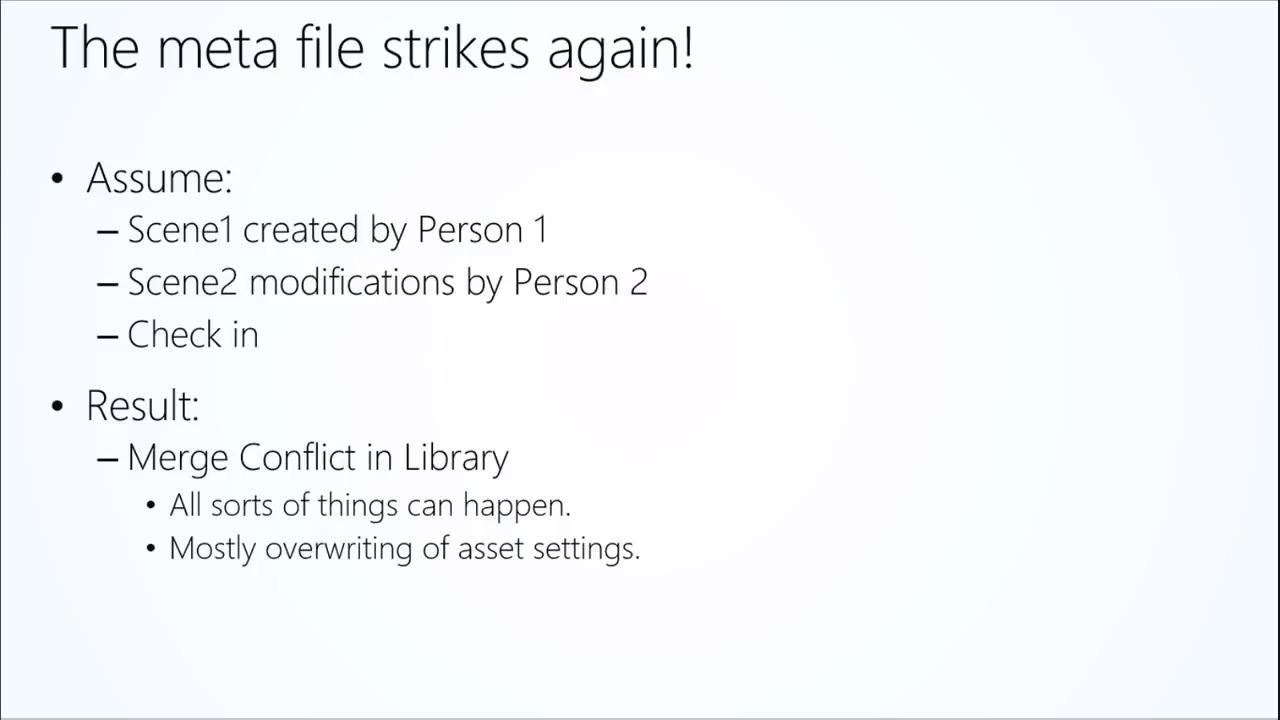 The meta file strikes again!
• Assume:
– Scene1 created by Person 1
– Scene2 modifications by Person 2
– Check in
• Result:
– Merge Conflict in Library
• All sorts of things can happen.
• Mostly overwriting of asset settings.